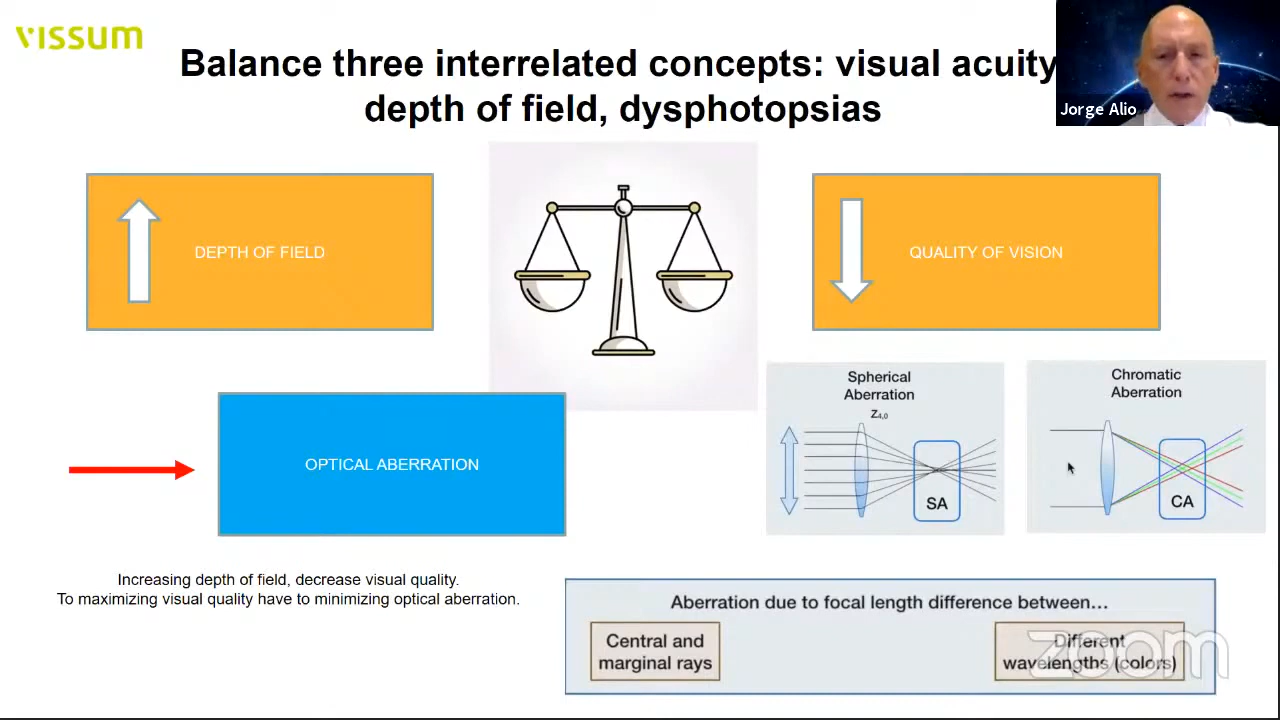 vissum
Balance three interrelated concepts: visual acuity
depth of field, dysphotopsias
Jorge Alio
DEPTH OF FIELD
QUALITY OF VISION
Spherical
Aberration
Z4,0
SA
Chromatic
Aberration
CA
OPTICAL ABERRATION
Increasing depth of field, decrease visual quality.
To maximizing visual quality have to minimizing optical aberration.
Aberration due to focal length difference between...
Central and
marginal rays
Different
wavelengths (colors)
zoom